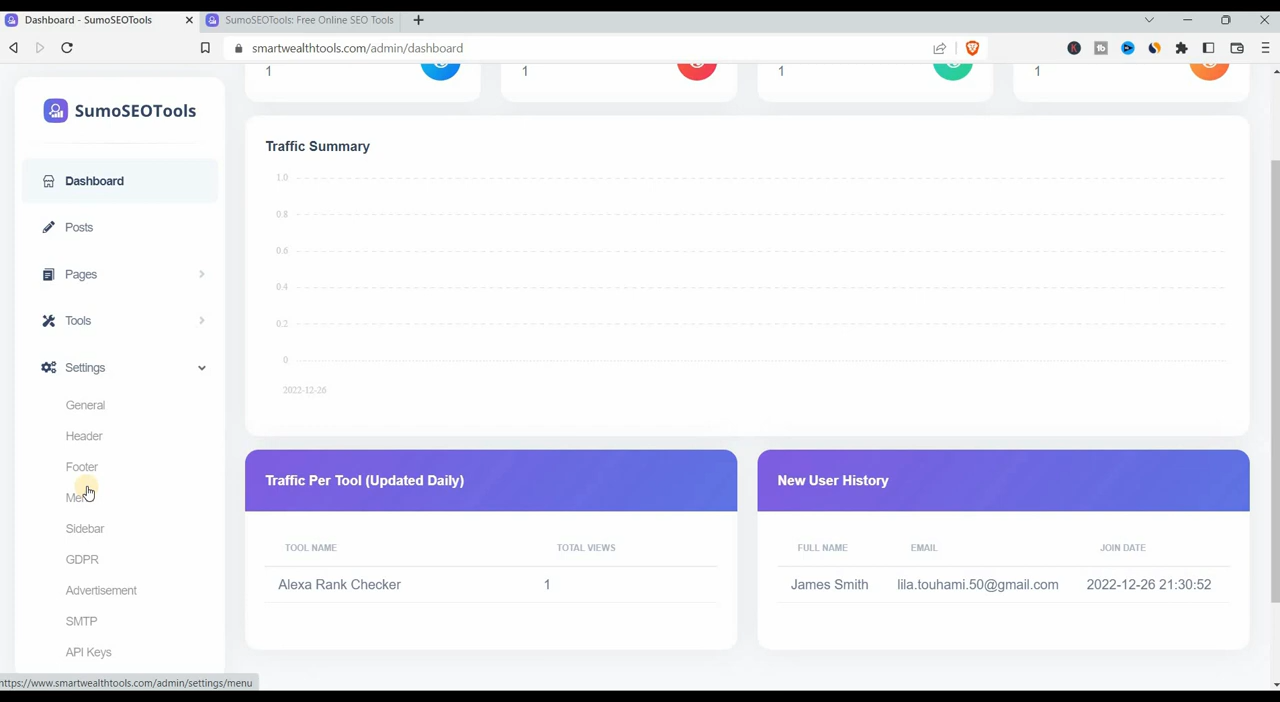 Dashboard - SumoSEOTools
SumoSEOTools: Free Online SEO Tools
smartwealthtools.com/admin/dashboard
SumoSEOTools
1
1
1
1
Dashboard
Posts
Pages
Tools
Settings
General
Header
Footer
Sidebar
GDPR
Advertisement
SMTP
API Keys
Traffic Summary
1.0
0.8
0.6
0.4
0.2
0
2022-12-26
Traffic Per Tool (Updated Daily)
TOOL NAME TOTAL VIEWS
Alexa Rank Checker 1
New User History
FULL NAME EMAIL JOIN DATE
James Smith lila.touhami.50@gmail.com 2022-12-26 21:30:52
https://www.smartwealthtools.com/admin/settings/menu